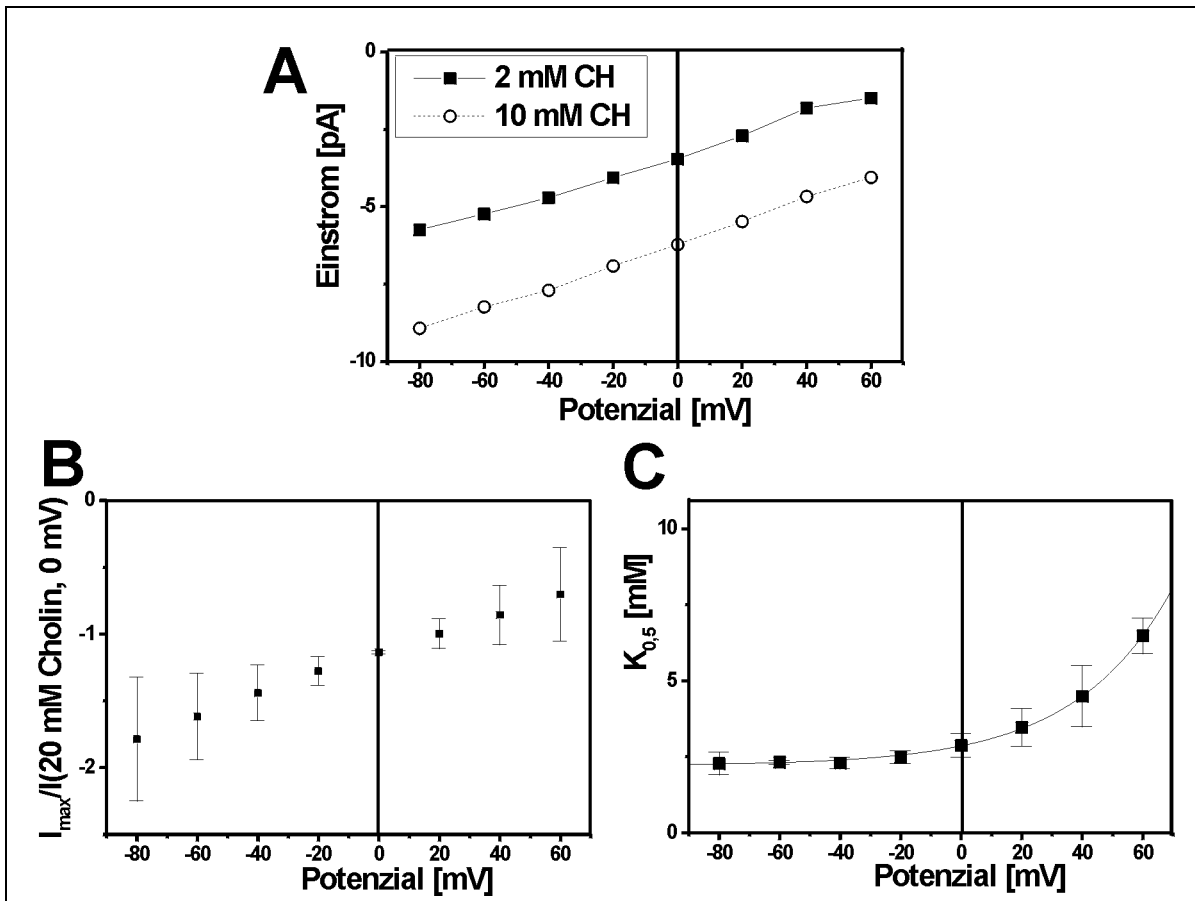 A
2 mM CH
10 mM CH
Einstrom [pA]
0
-5
-10
-80 -60 -40 -20 0 20 40 60
Potenzial [mV]
B
I_max/I(20 mM Cholin, 0 mV)
0
-1
-2
-80 -60 -40 -20 0 20 40 60
Potenzial [mV]
C
K_0,5 [mM]
10
5
0
-80 -60 -40 -20 0 20 40 60
Potenzial [mV]